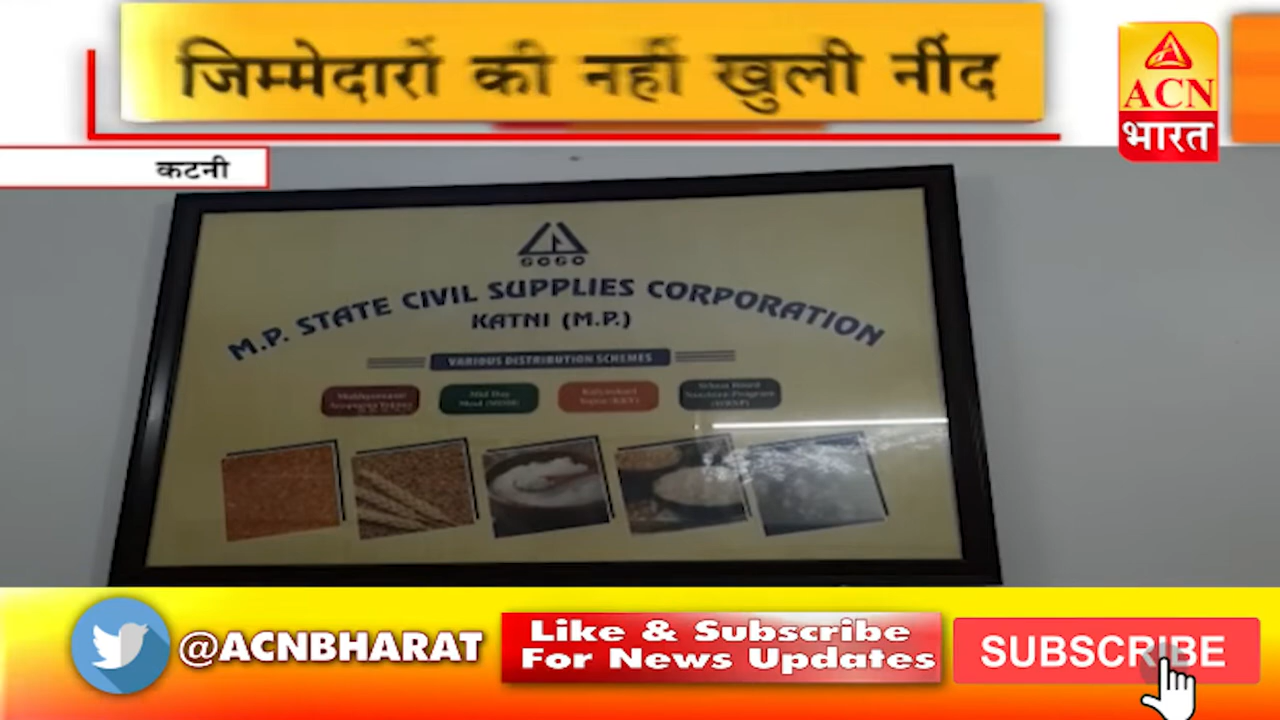 जिम्मेदारों की नहीं खुली नींद
ACN
भारत
कटनी
SCSC
M.P. STATE CIVIL SUPPLIES CORPORATION
KATNI (M.P.)
VARIOUS DISTRIBUTION SCHEMES
Mid Day
Meal (MDM)
@ACNBHARAT
Like & Subscribe
For News Updates
SUBSCRIBE